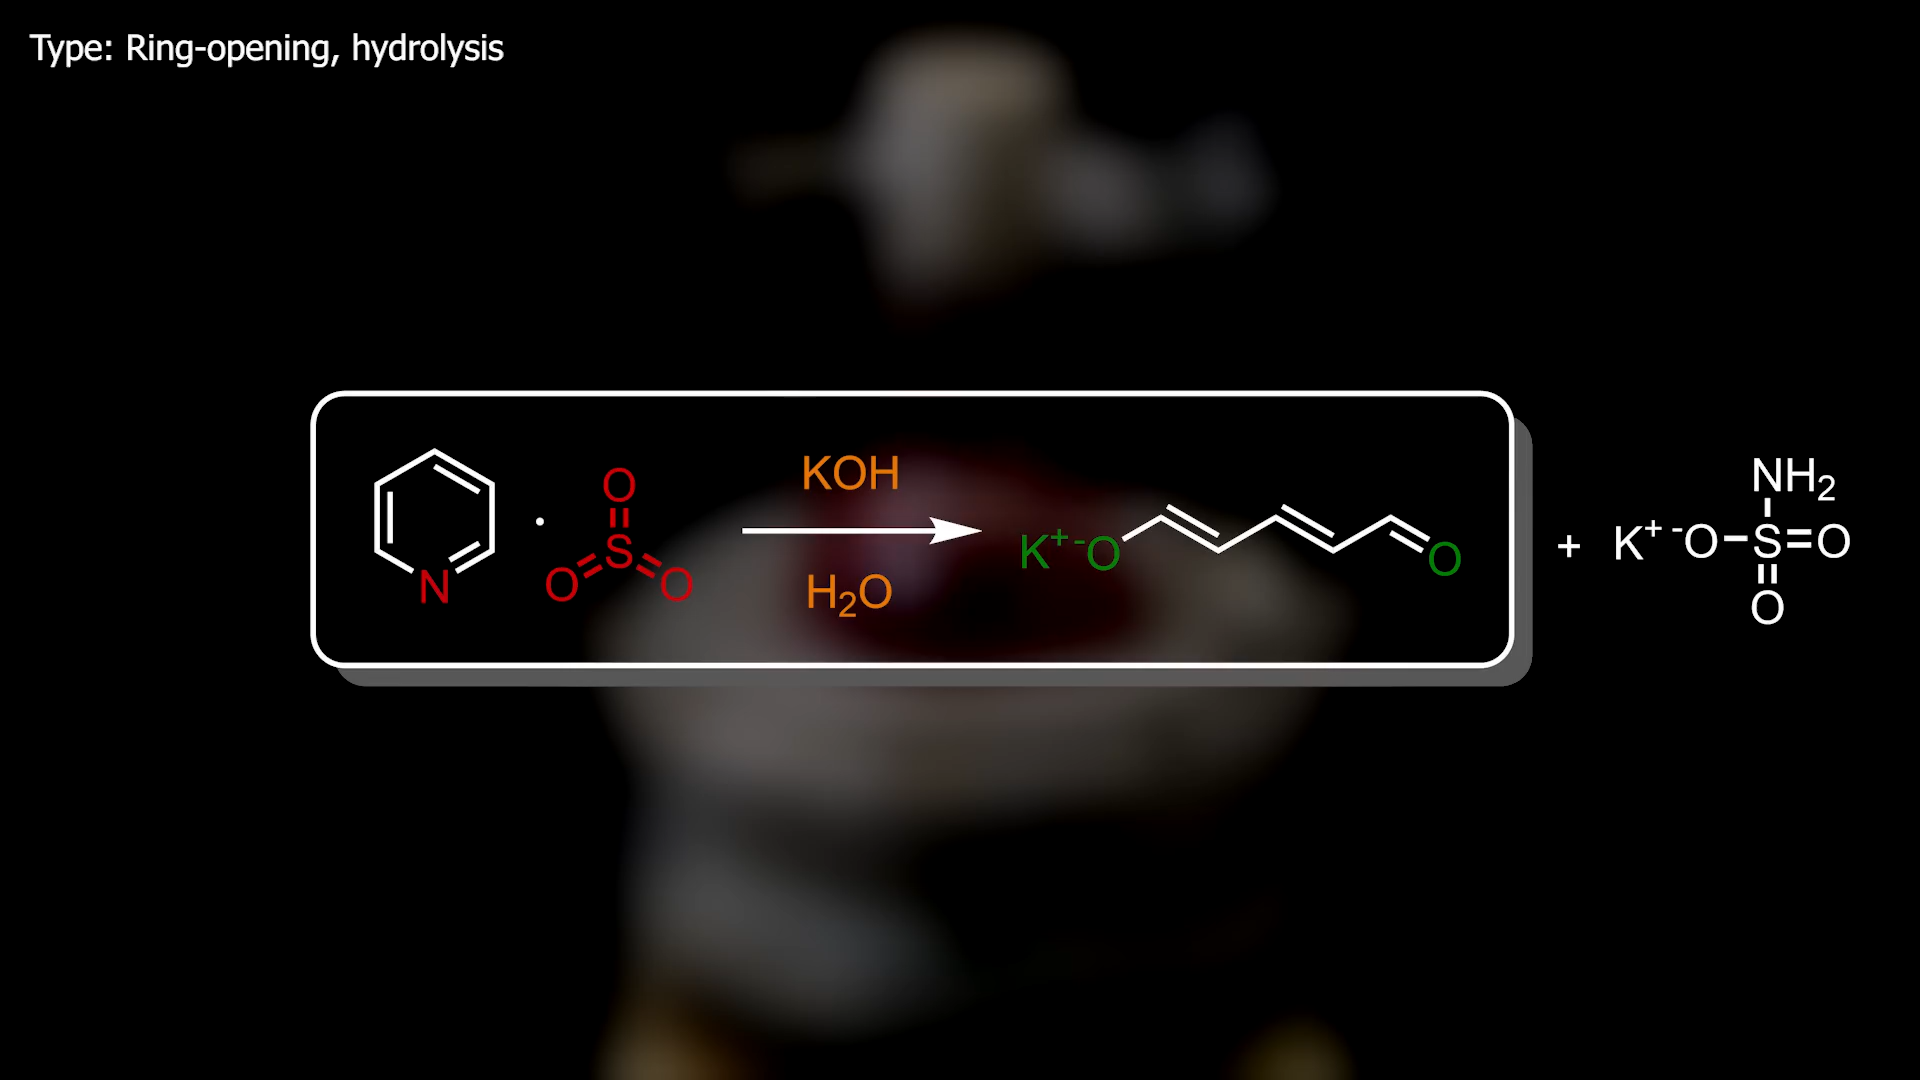 Type: Ring-opening, hydrolysis
KOH
H₂O
N
O
S
O
O
K⁺ ⁻O
O
+
K⁺ ⁻O
NH₂
S
O
O